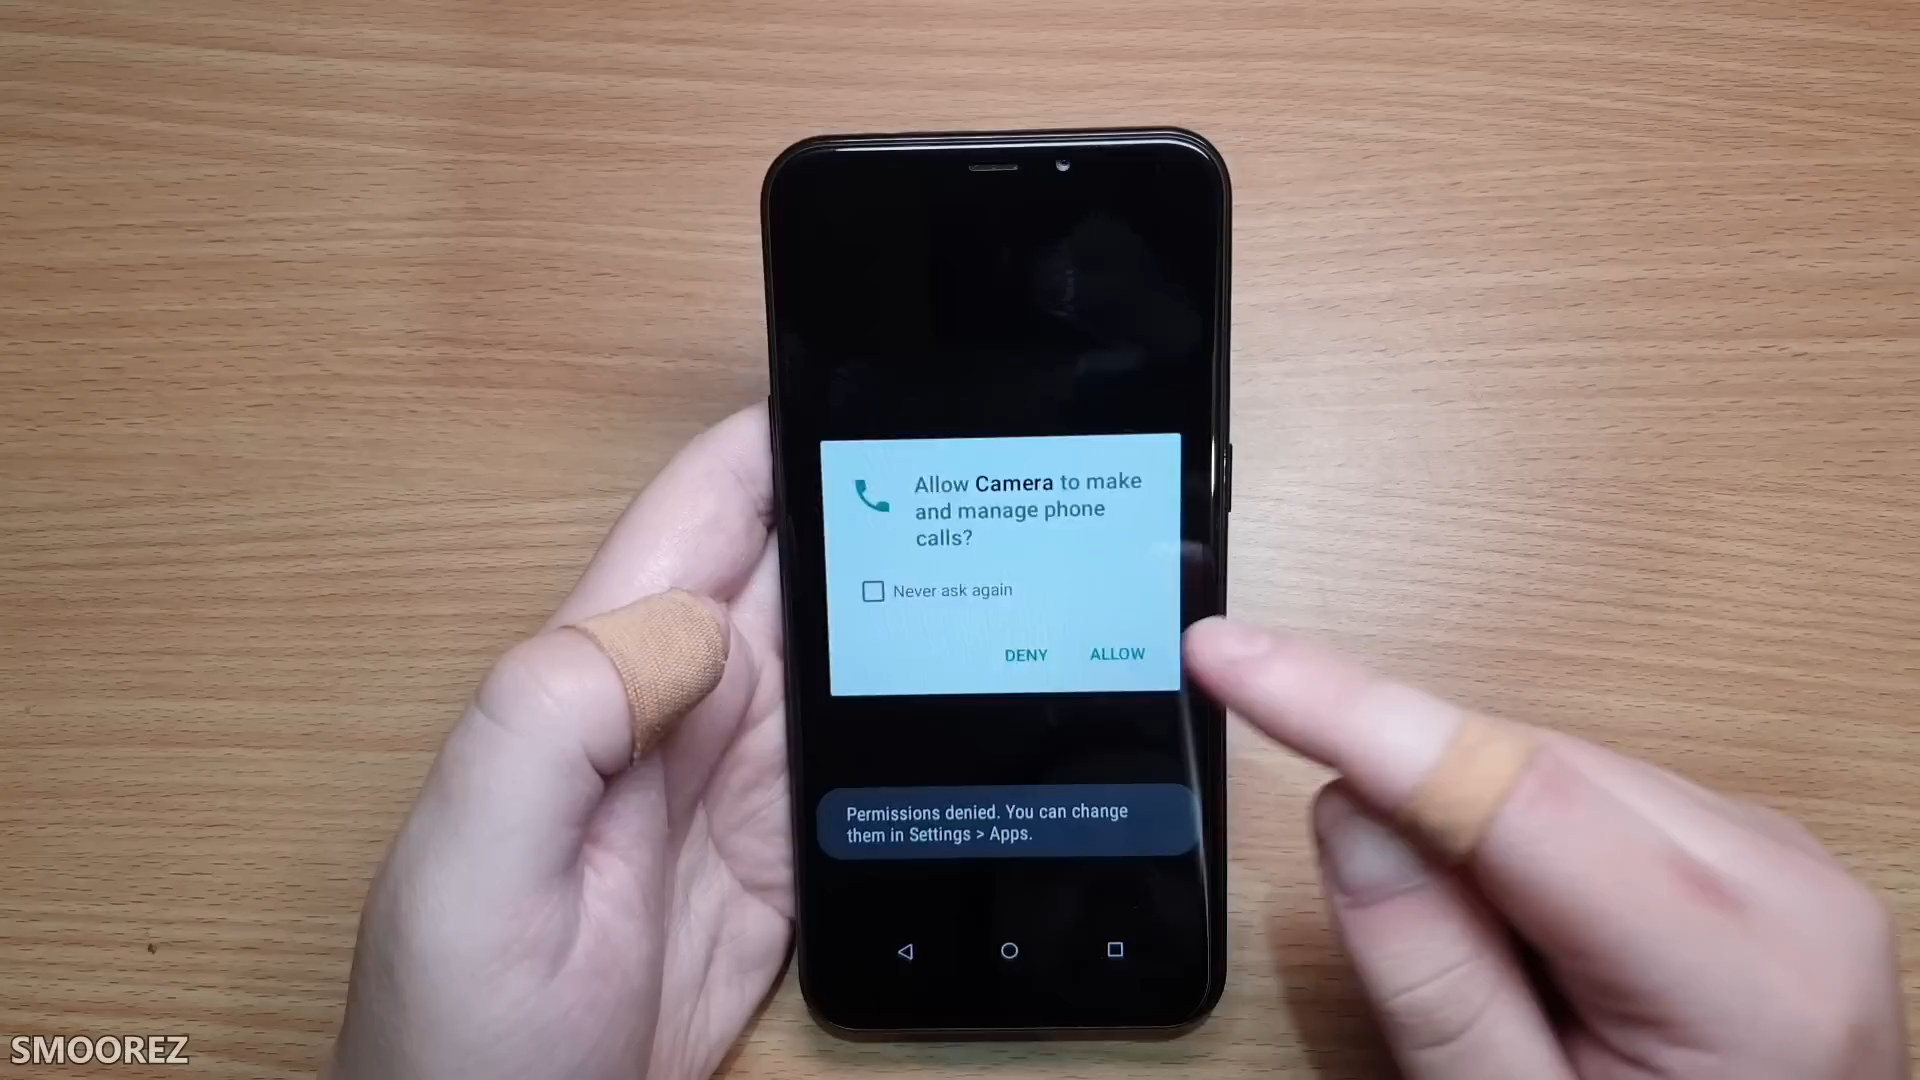 Allow Camera to make
and manage phone
calls?
Never ask again
DENY ALLOW
Permissions denied. You can change
them in Settings > Apps.
SMOOREZ